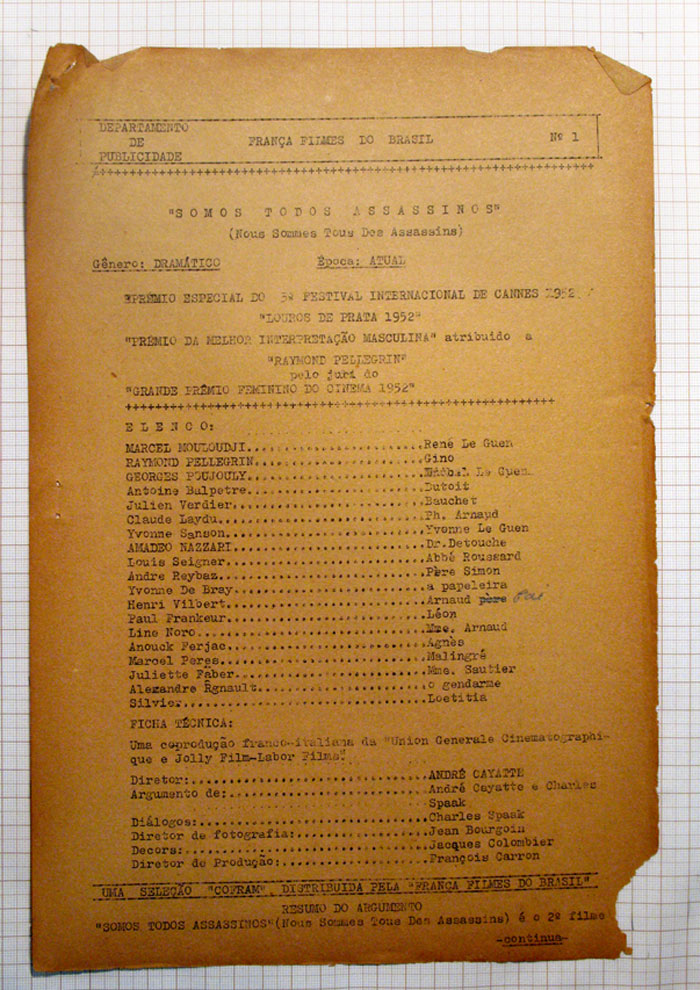 DEPARTAMENTO
DE
PUBLICIDADE
FRANÇA FILMES DO BRASIL
Nº 1
"SOMOS TODOS ASSASSINOS"
(Nous Sommes Tous Des Assassins)
Gênero: DRAMÁTICO Época: ATUAL
PRÊMIO ESPECIAL DO 5º FESTIVAL INTERNACIONAL DE CANNES 1952
"LOUROS DE PRATA 1952"
"PRÊMIO DA MELHOR INTERPRETAÇÃO MASCULINA" atribuido a
"RAYMOND PELLEGRIN"
pelo juri do
"GRANDE PRÊMIO FEMININO DO CINEMA 1952"
ELENCO:
MARCEL MOULOUDJI..........René Le Guen
RAYMOND PELLEGRIN..........Gino
GEORGES POUJOULY..........Le Guen
Antoine Balpetre..........Dutoit
Julien Verdier..........Bauchet
Claude Laydu..........Ph. Arnaud
Yvonne Sanson..........Yvonne Le Guen
AMADEO NAZZARI..........Dr.Detouche
Louis Seigner..........Abbé Roussard
Andre Reybaz..........Père Simon
Yvonne De Bray..........a papeleira
Henri Vilbert..........Arnaud père Pai
Paul Frankeur..........Léon
Line Noro..........Mme. Arnaud
Anouck Ferjac..........Agnès
Marcel Peres..........Malingré
Juliette Faber..........Mme. Sautier
Alexandre Rgnault..........o gendarme
Silvier..........Loetitia
FICHA TÉCNICA:
Uma coprodução franco-italiana da "Union Generale Cinematographi-
que e Jolly Film-Labor Films".
Diretor:..........ANDRÉ CAYATTE
Argumento de:..........André Cayatte e Charles
Spaak
Diálogos:..........Charles Spaak
Diretor de fotografia:..........Jean Bourgoin
Decors:..........Jacques Colombier
Diretor de Produção:..........François Carron
UMA SELEÇÃO "COFRAM", DISTRIBUIDA PELA "FRANÇA FILMES DO BRASIL"
RESUMO DO ARGUMENTO
"SOMOS TODOS ASSASSINOS"(Nous Sommes Tous Des Assassins) é o 2º filme
-continua-